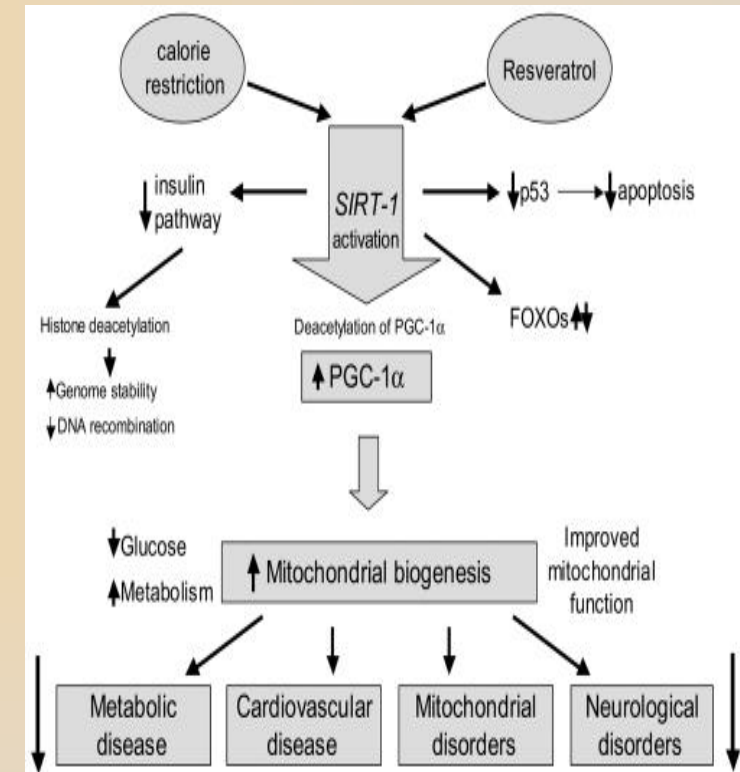 calorie
restriction
Resveratrol
insulin
pathway
SIRT-1
activation
p53
apoptosis
Histone deacetylation
Deacetylation of PGC-1α
FOXOs
PGC-1α
Genome stability
DNA recombination
Glucose
Metabolism
Mitochondrial biogenesis
Improved
mitochondrial
function
Metabolic
disease
Cardiovascular
disease
Mitochondrial
disorders
Neurological
disorders